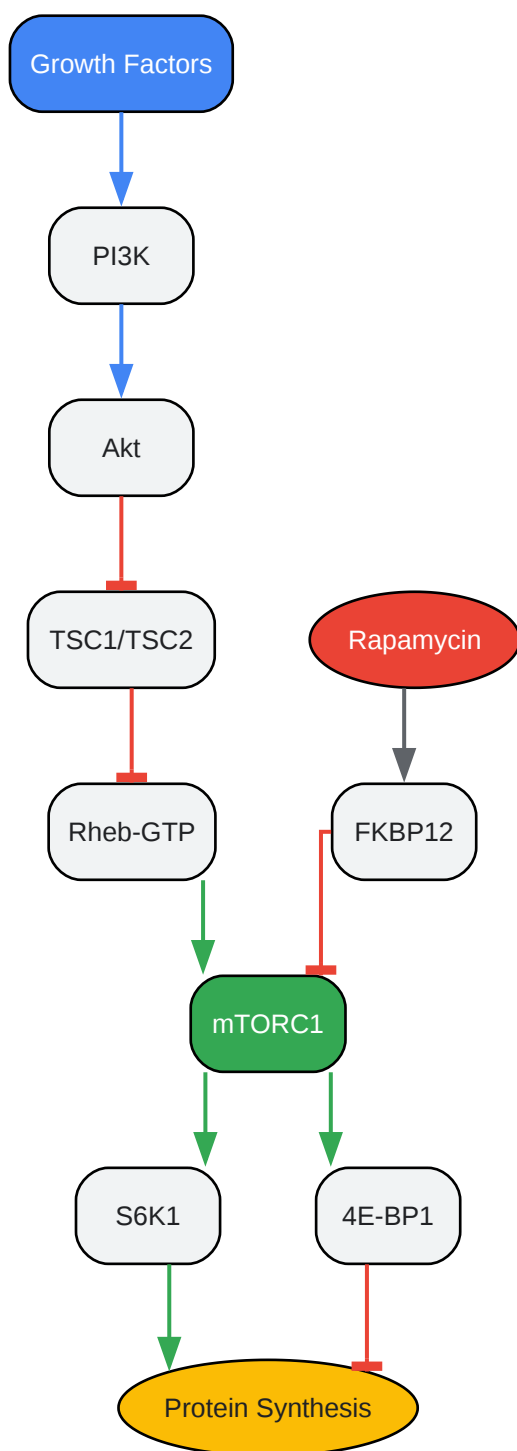 Growth Factors
PI3K
Akt
TSC1/TSC2
Rapamycin
Rheb-GTP
FKBP12
mTORC1
S6K1
4E-BP1
Protein Synthesis